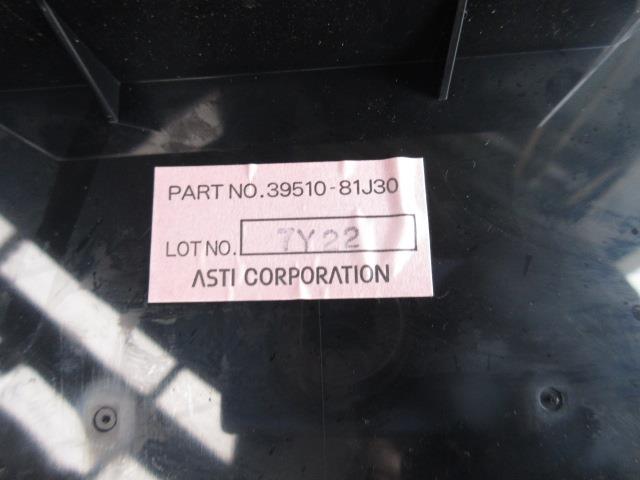 PART NO.39510-81J30
LOT NO. 7Y22
ASTI CORPORATION